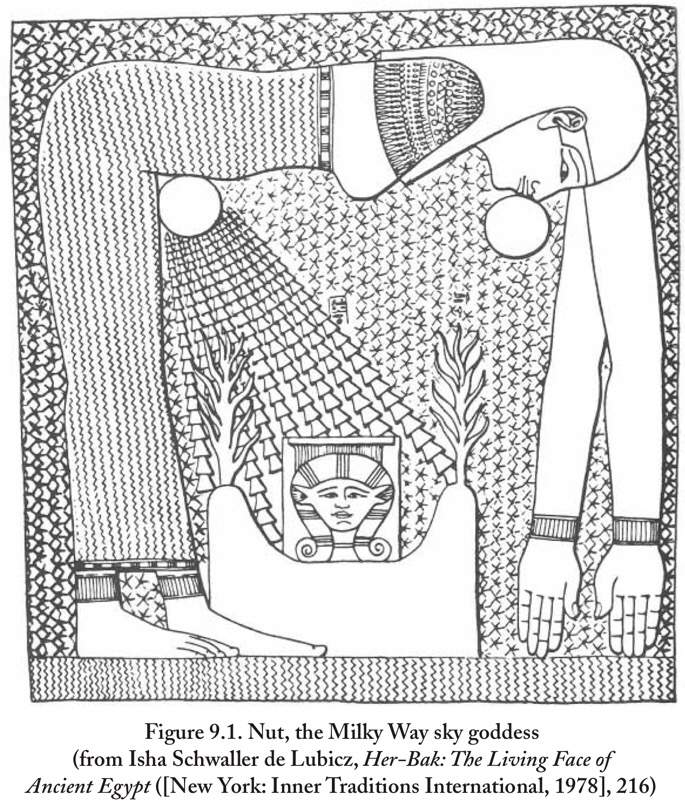 Figure 9.1. Nut, the Milky Way sky goddess
(from Isha Schwaller de Lubicz, Her-Bak: The Living Face of
Ancient Egypt ([New York: Inner Traditions International, 1978], 216)